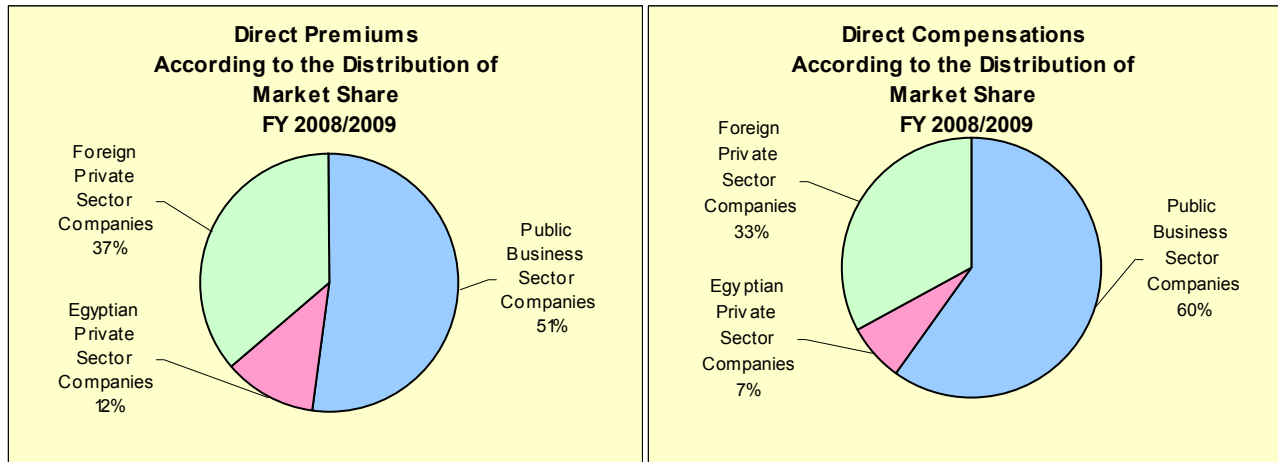 Direct Premiums
According to the Distribution of
Market Share
FY 2008/2009
Foreign
Private
Sector
Companies
37%
Public
Business
Sector
Companies
51%
Egyptian
Private
Sector
Companies
12%
Direct Compensations
According to the Distribution of
Market Share
FY 2008/2009
Foreign
Private
Sector
Companies
33%
Public
Business
Sector
Companies
60%
Egyptian
Private
Sector
Companies
7%